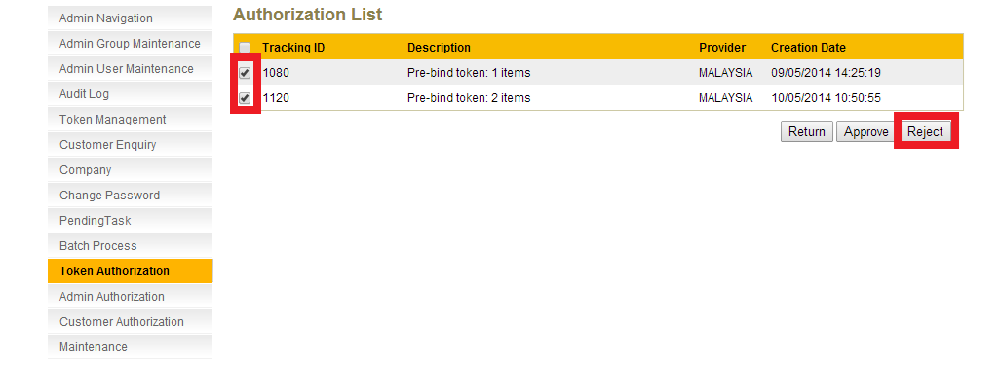 Authorization List
Admin Navigation
Admin Group Maintenance
Admin User Maintenance
Audit Log
Token Management
Customer Enquiry
Company
Change Password
PendingTask
Batch Process
Token Authorization
Admin Authorization
Customer Authorization
Maintenance
Tracking ID Description Provider Creation Date
1080 Pre-bind token: 1 items MALAYSIA 09/05/2014 14:25:19
1120 Pre-bind token: 2 items MALAYSIA 10/05/2014 10:50:55
Return Approve Reject